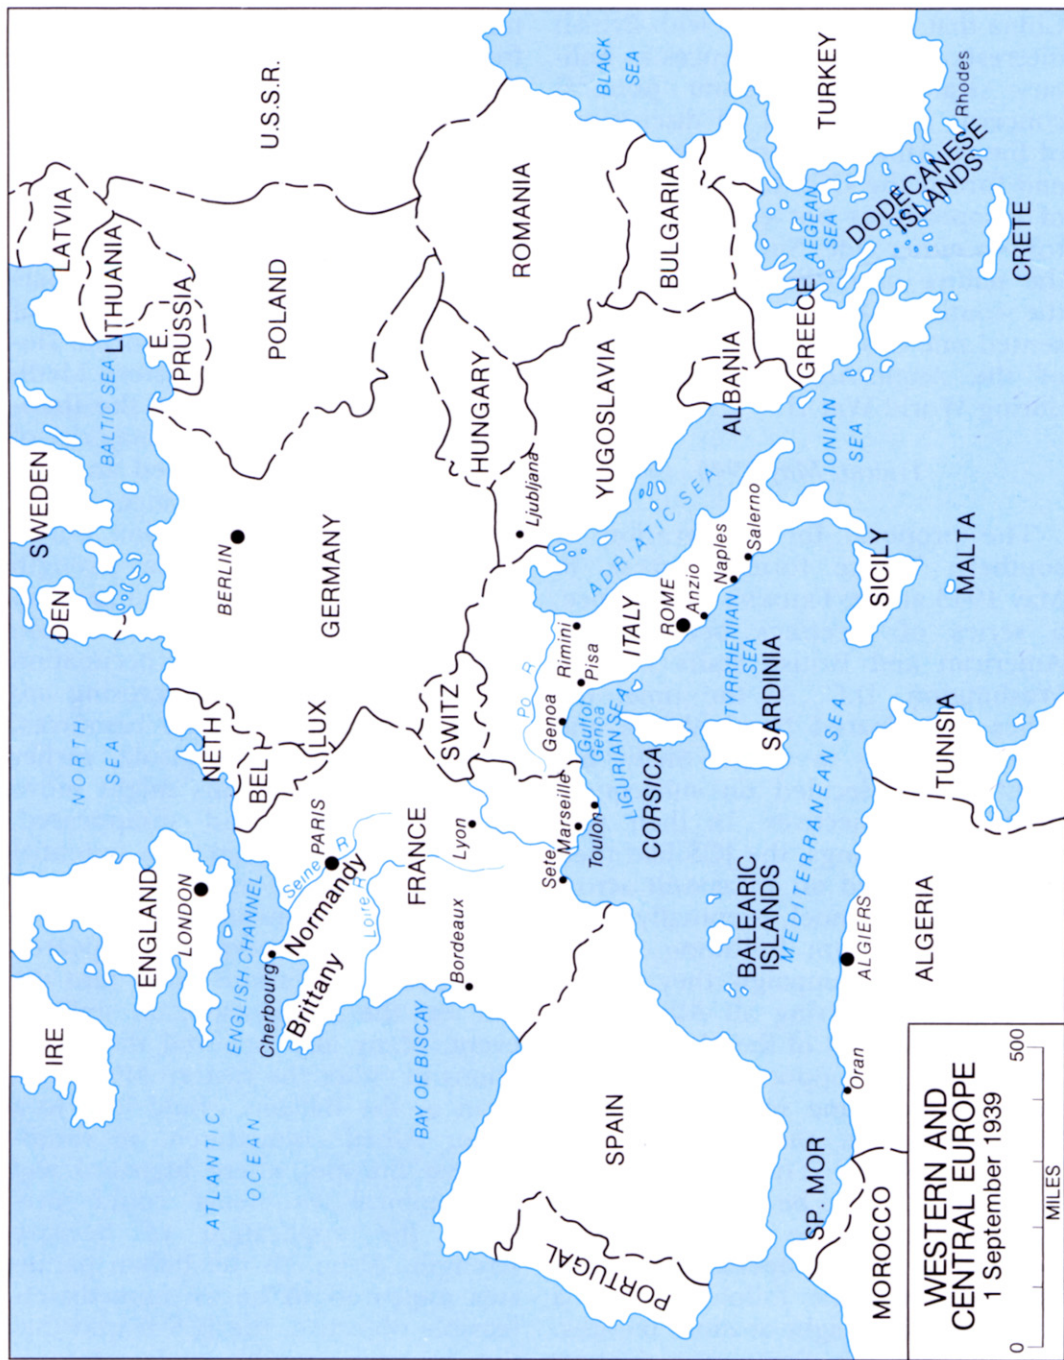 IRE
ENGLAND
LONDON
NORTH
SEA
DEN
SWEDEN
BALTIC SEA
LATVIA
LITHUANIA
E.
PRUSSIA
U.S.S.R.
ATLANTIC
OCEAN
ENGLISH CHANNEL
Cherbourg
Normandy
Brittany
Seine R
PARIS
Loire R
NETH
BEL
LUX
BERLIN
GERMANY
POLAND
BAY OF BISCAY
FRANCE
Bordeaux
Lyon
SWITZ
HUNGARY
ROMANIA
BLACK
SEA
Sete
Marseille
Toulon
Genoa
Gulf of
Genoa
LIGURIAN SEA
Po R
Rimini
Pisa
Ljubljana
YUGOSLAVIA
BULGARIA
ADRIATIC SEA
ITALY
ROME
Anzio
Naples
Salerno
ALBANIA
GREECE
AEGEAN
SEA
TURKEY
DODECANESE
ISLANDS
Rhodes
CRETE
IONIAN
SEA
TYRRHENIAN
SEA
CORSICA
SARDINIA
SICILY
MALTA
PORTUGAL
SPAIN
BALEARIC
ISLANDS
MEDITERRANEAN SEA
SP. MOR
MOROCCO
Oran
ALGIERS
ALGERIA
TUNISIA
WESTERN AND
CENTRAL EUROPE
1 September 1939
0 500
MILES